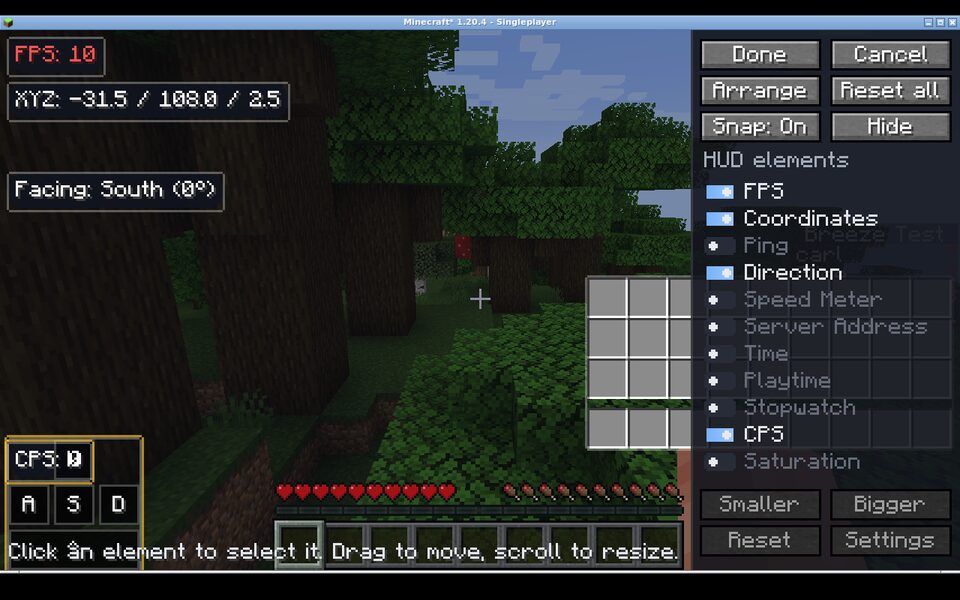 Minecraft* 1.20.4 - Singleplayer
FPS: 10
XYZ: -31.5 / 108.0 / 2.5
Facing: South (0°)
Done
Cancel
Arrange
Reset all
Snap: On
Hide
HUD elements
FPS
Coordinates
Ping
Breeze Test
carl
Direction
Speed Meter
Server Address
Time
Playtime
Stopwatch
CPS
Saturation
Smaller
Bigger
Reset
Settings
CPS: 0
A
S
D
Click an element to select it. Drag to move, scroll to resize.